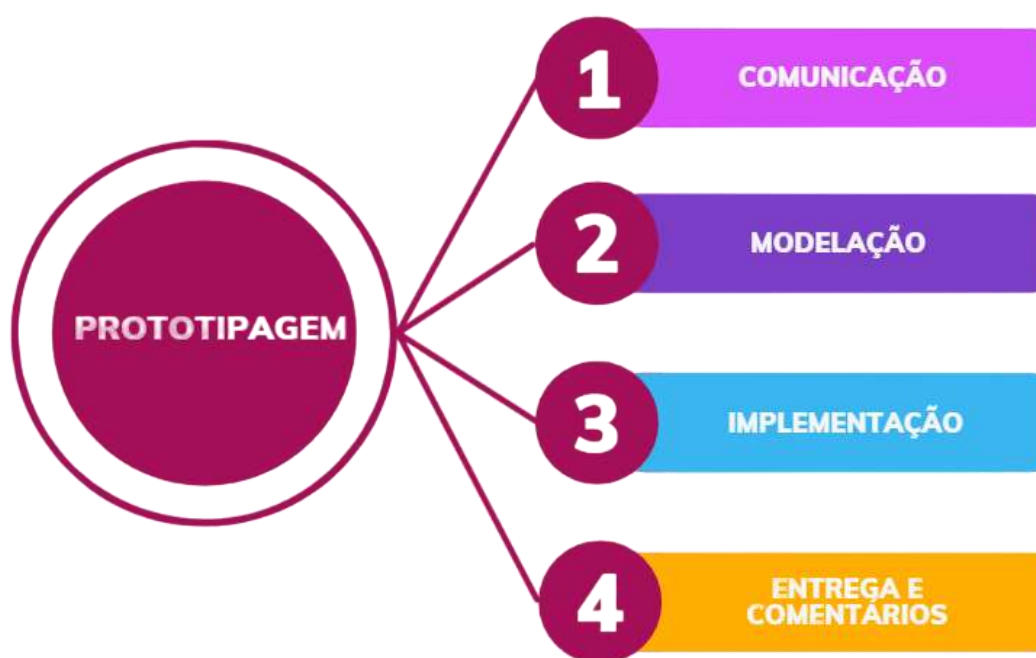 PROTOTIPAGEM
1
COMUNICAÇÃO
2
MODELAÇÃO
3
IMPLEMENTAÇÃO
4
ENTREGA E
COMENTÁRIOS